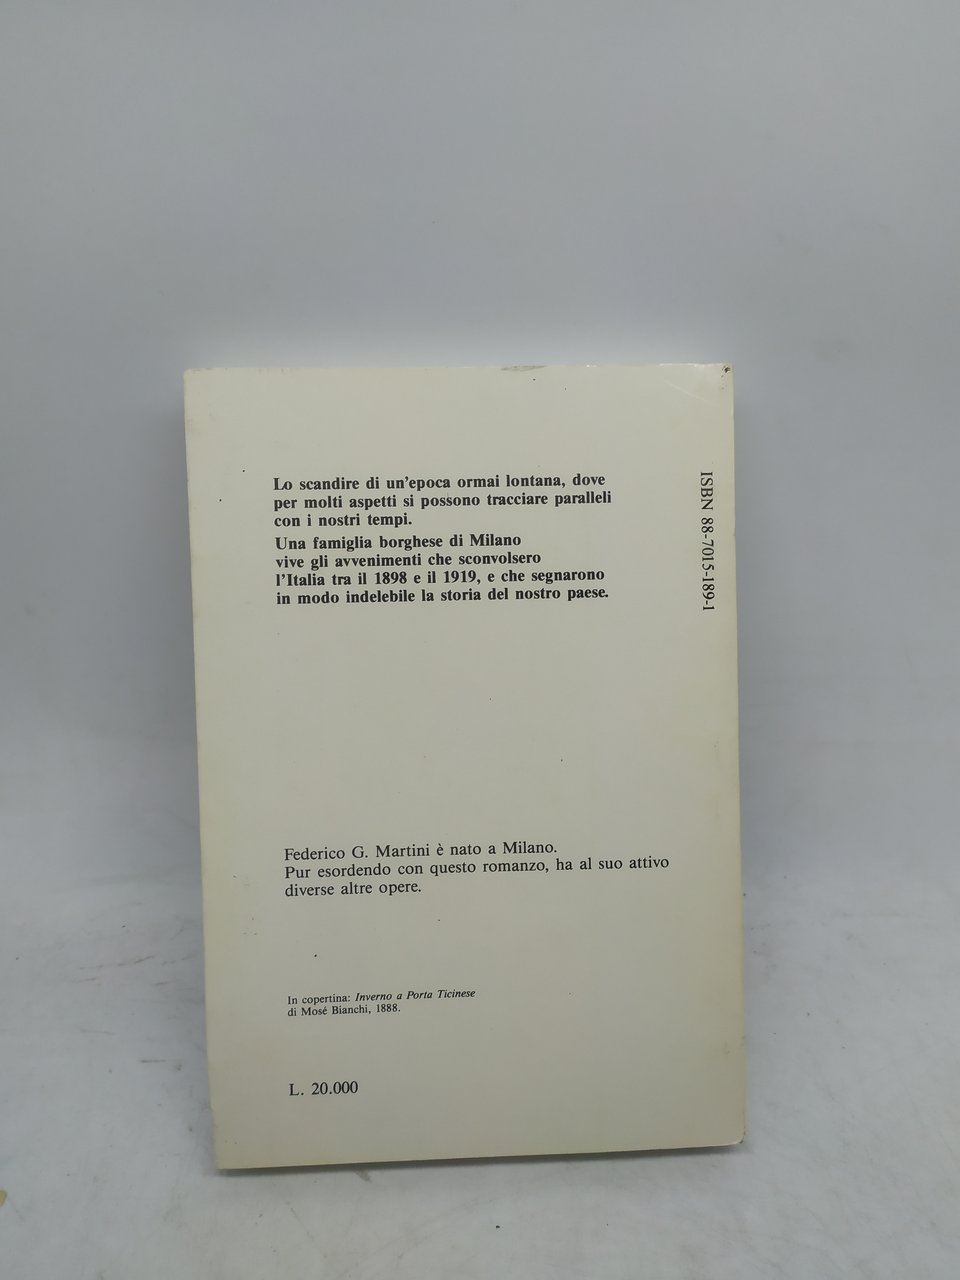 Lo scandire di un'epoca ormai lontana, dove
per molti aspetti si possono tracciare paralleli
con i nostri tempi.
Una famiglia borghese di Milano
vive gli avvenimenti che sconvolsero
l'Italia tra il 1898 e il 1919, e che segnarono
in modo indelebile la storia del nostro paese.
ISBN 88-7015-189-1
Federico G. Martini è nato a Milano.
Pur esordendo con questo romanzo, ha al suo attivo
diverse altre opere.
In copertina: Inverno a Porta Ticinese
di Mosé Bianchi, 1888.
L. 20.000